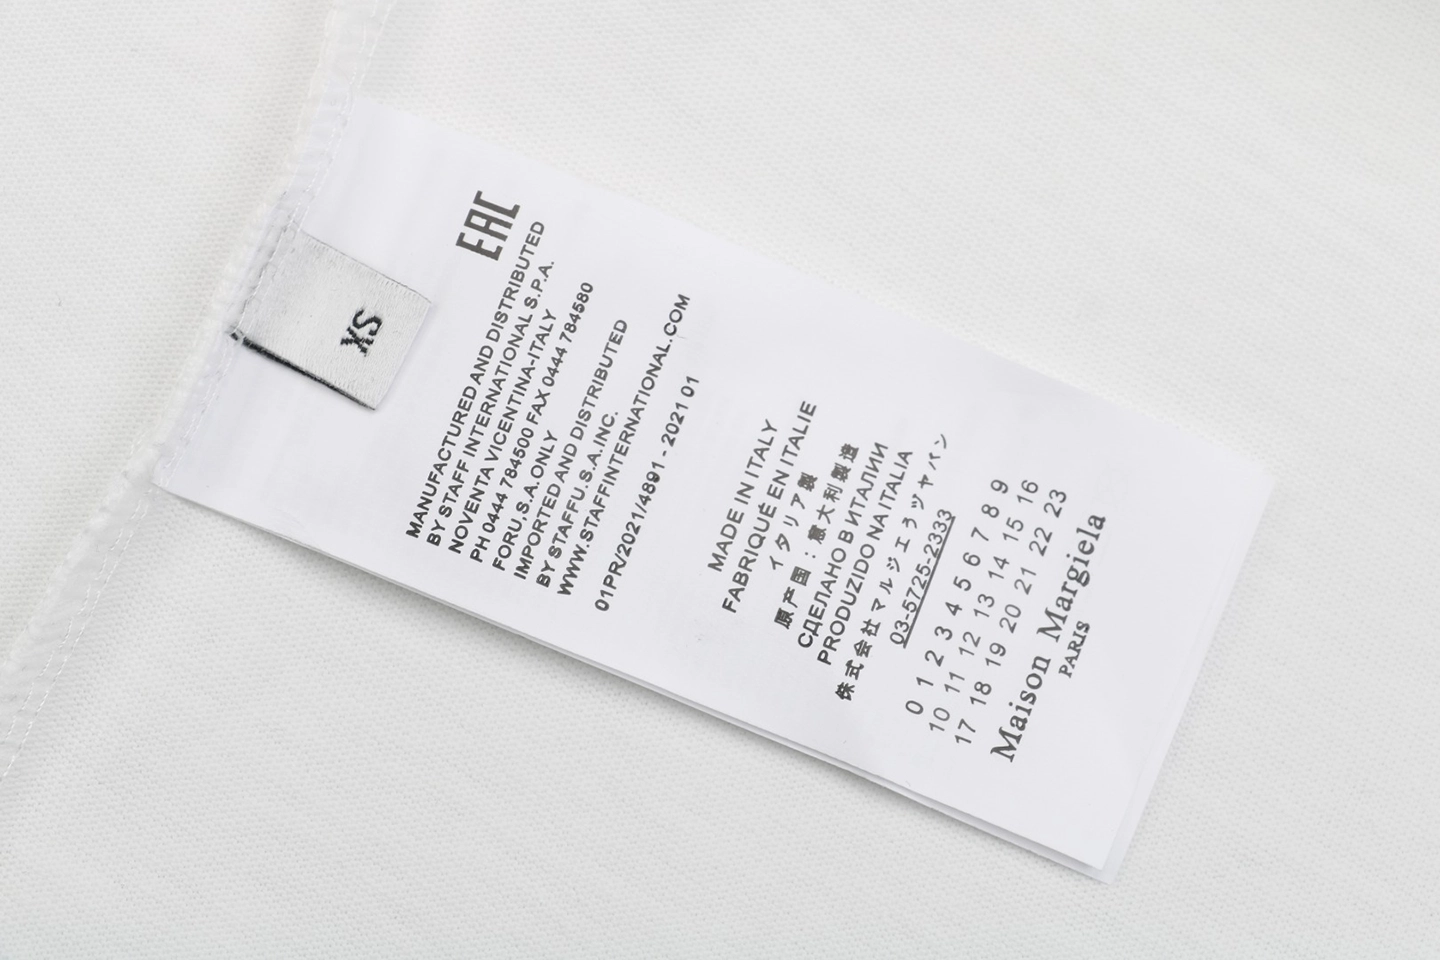 XS
EAC
MANUFACTURED AND DISTRIBUTED
BY STAFF INTERNATIONAL S.P.A.
NOVENTA VICENTINA-ITALY
PH 0444 784500 FAX 0444 784580
FORU.S.A. ONLY
IMPORTED AND DISTRIBUTED
BY STAFFU.S.A.INC.
WWW.STAFFINTERNATIONAL.COM
01PR/2021/4891 - 2021 01
MADE IN ITALY
FABRIQUÉ EN ITALIE
イタリア製
原产国：意大利製造
СДЕЛАНО В ИТАЛИИ
PRODUZIDO NA ITALIA
株式会社マルジエラジャパン
03-5725-2333
0 1 2 3 4 5 6 7 8 9
10 11 12 13 14 15 16
17 18 19 20 21 22 23
Maison Margiela
PARIS